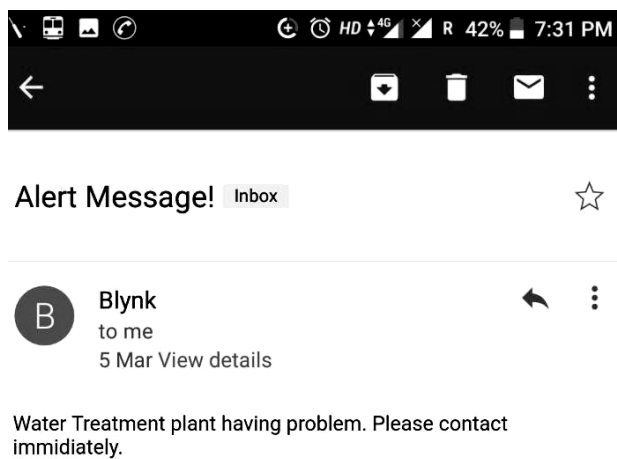 HD 4G R 42% 7:31 PM
Alert Message! Inbox
B
Blynk
to me
5 Mar View details
Water Treatment plant having problem. Please contact
immidiately.